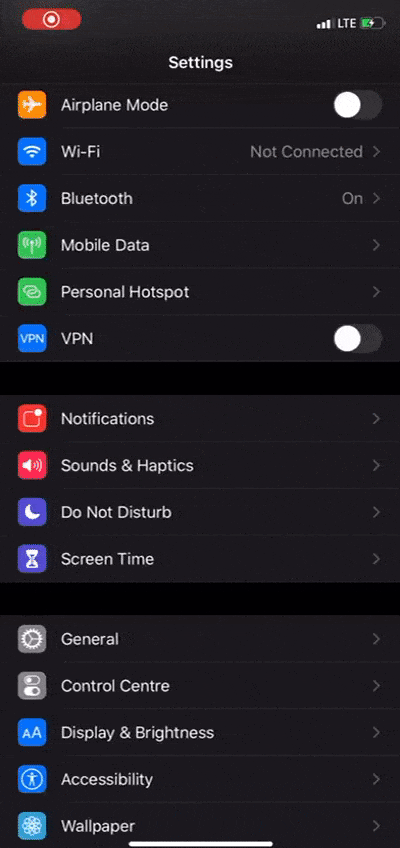 LTE
Settings
Airplane Mode
Wi-Fi Not Connected
Bluetooth On
Mobile Data
Personal Hotspot
VPN VPN
Notifications
Sounds & Haptics
Do Not Disturb
Screen Time
General
Control Centre
AA Display & Brightness
Accessibility
Wallpaper